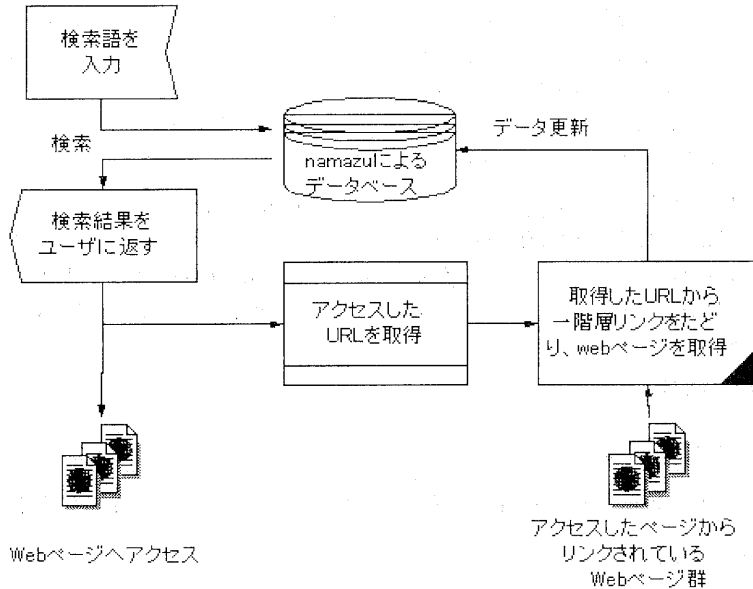 検索語を
入力
検索
namazuによる
データベース
データ更新
検索結果を
ユーザに返す
アクセスした
URLを取得
取得したURLから
一階層リンクをたど
り、webページを取得
Webページへアクセス
アクセスしたページから
リンクされている
Webページ群